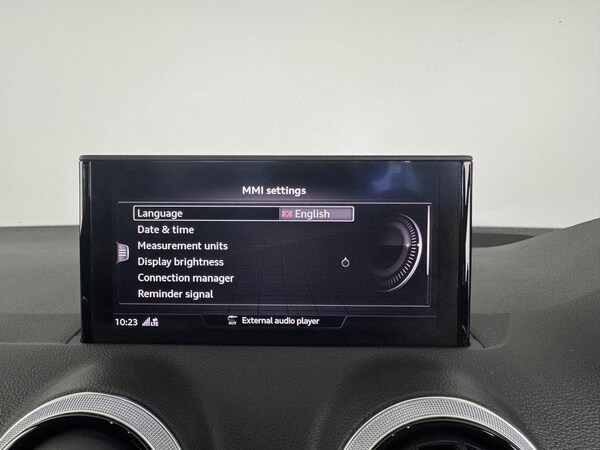 MMI settings
Language English
Date & time
Measurement units
Display brightness
Connection manager
Reminder signal
10:23 LTE External audio player